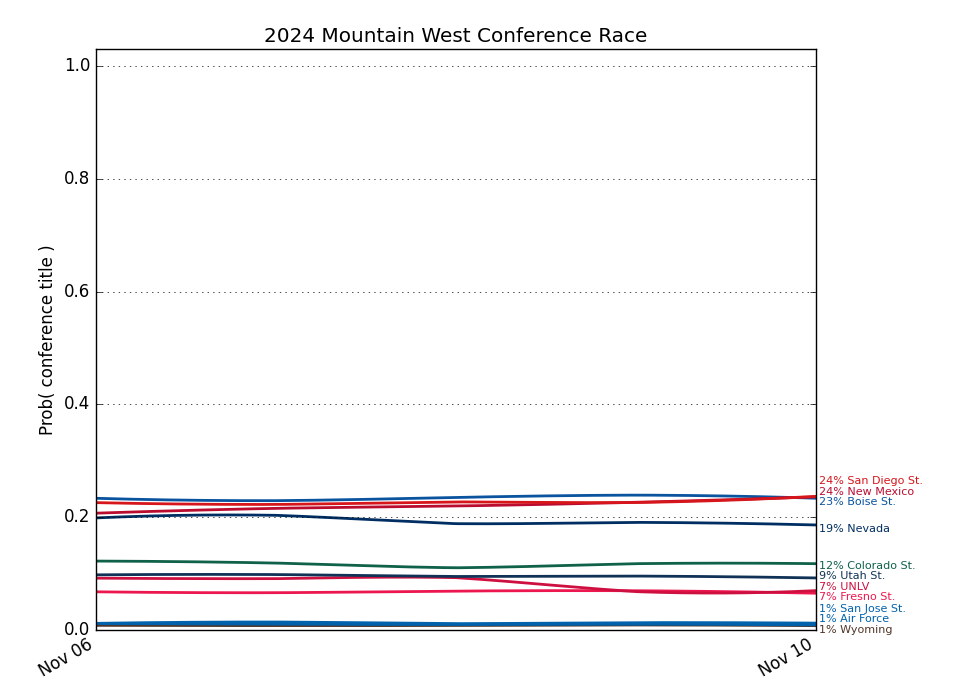 2024 Mountain West Conference Race
Prob( conference title )
1.0
0.8
0.6
0.4
0.2
0.0
Nov 06
Nov 10
24% San Diego St.
24% New Mexico
23% Boise St.
19% Nevada
12% Colorado St.
9% Utah St.
7% UNLV
7% Fresno St.
1% San Jose St.
1% Air Force
1% Wyoming